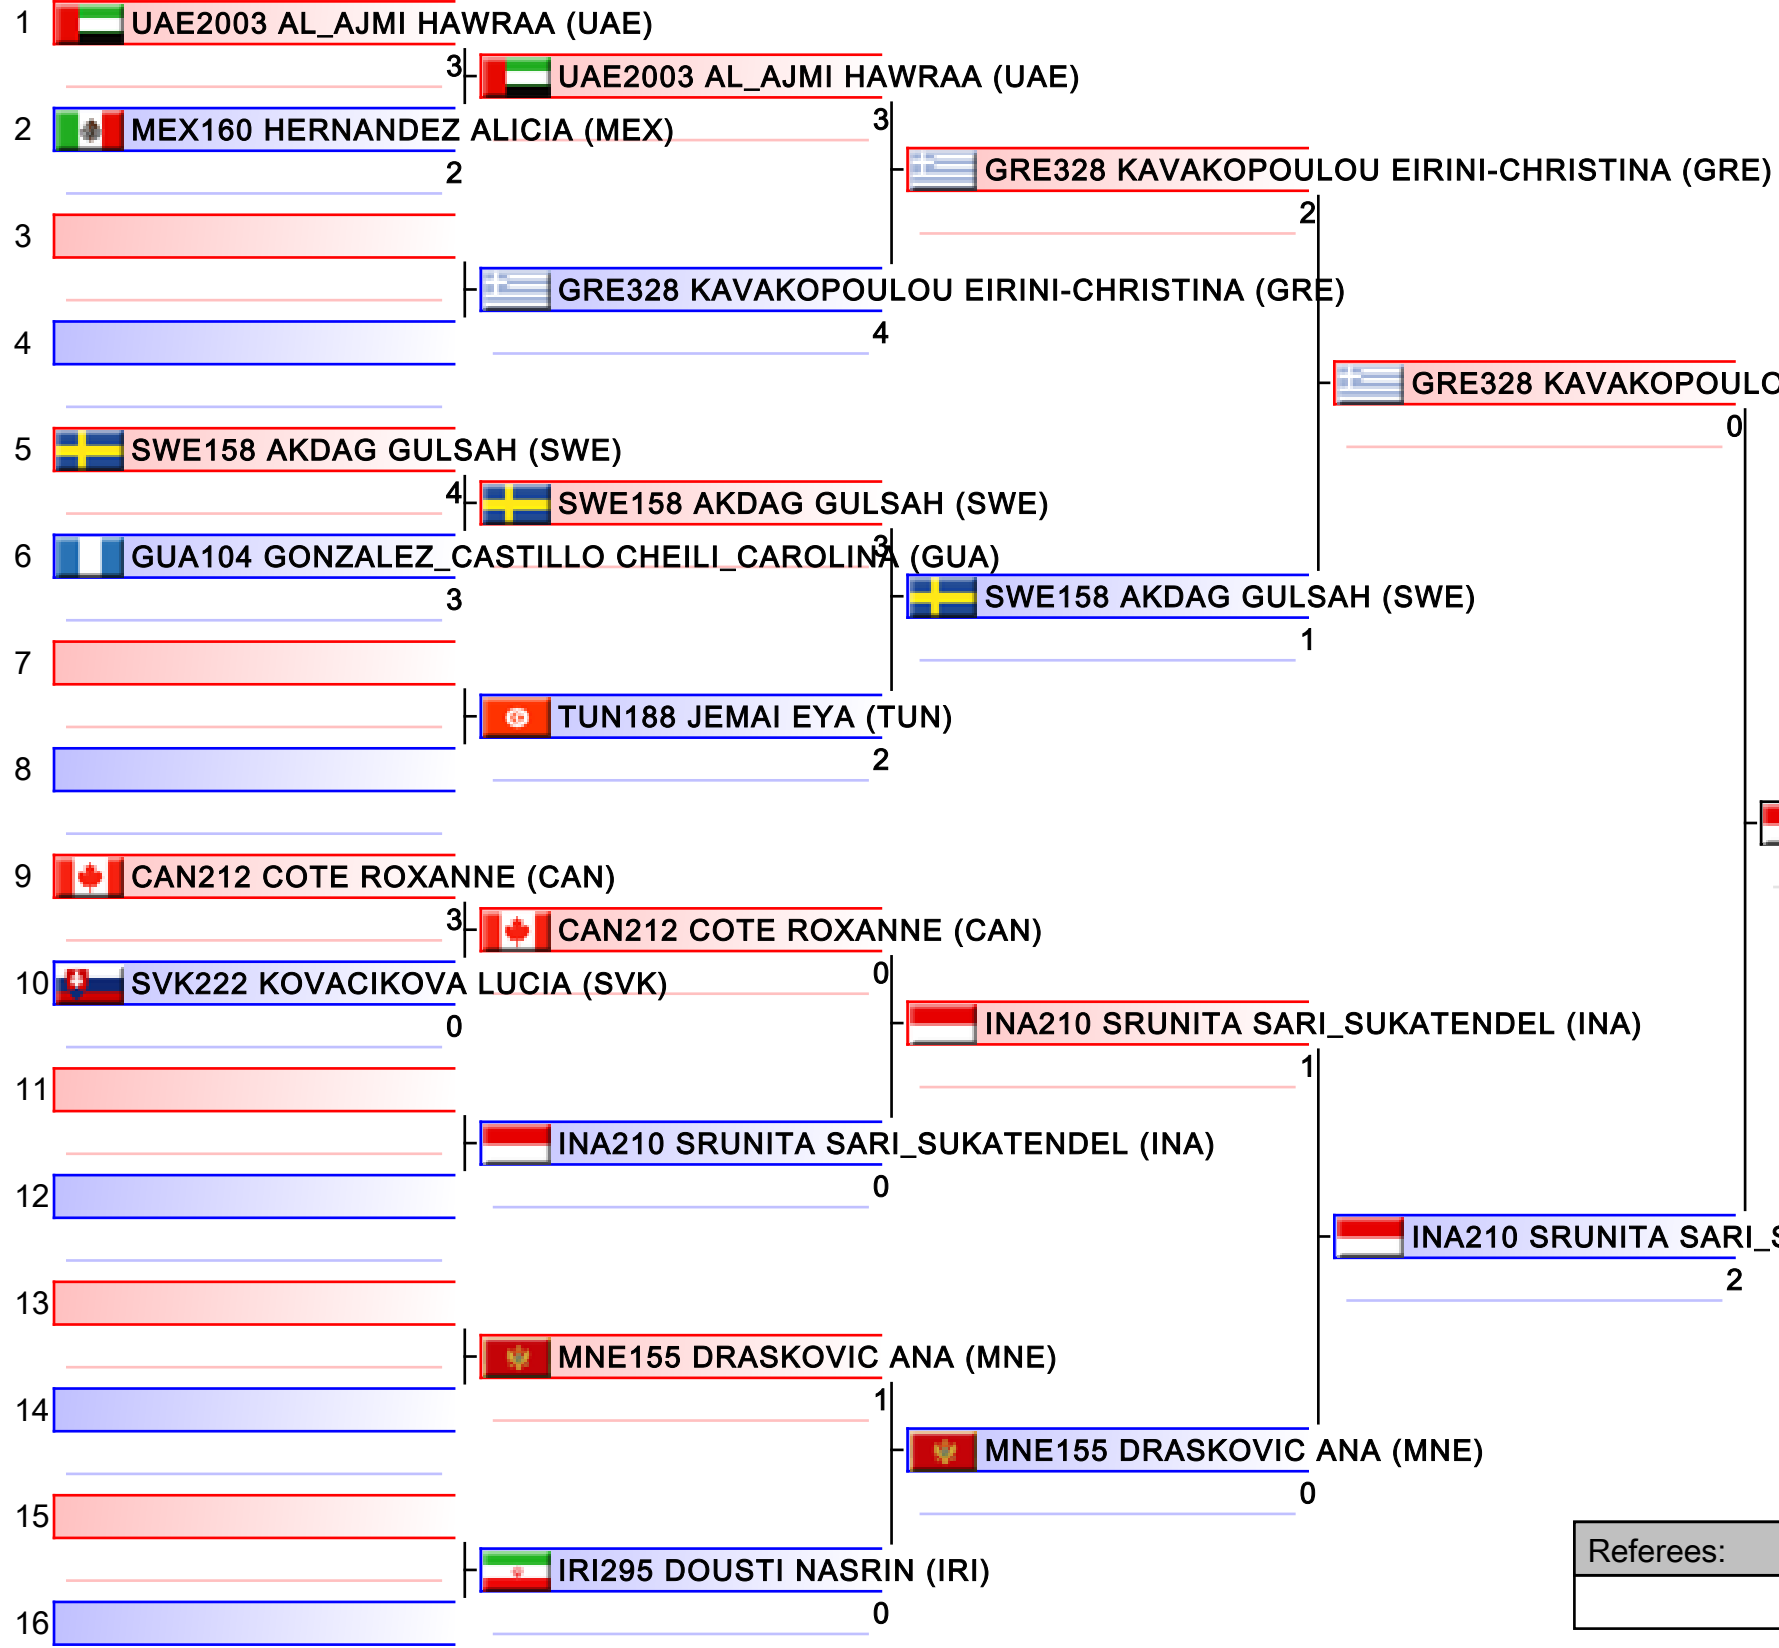 1 UAE2003 AL_AJMI HAWRAA (UAE)
3
UAE2003 AL_AJMI HAWRAA (UAE)
3
2 MEX160 HERNANDEZ ALICIA (MEX)
2
GRE328 KAVAKOPOULOU EIRINI-CHRISTINA (GRE)
2
3
GRE328 KAVAKOPOULOU EIRINI-CHRISTINA (GRE)
4
4
GRE328 KAVAKOPOULO
0
5 SWE158 AKDAG GULSAH (SWE)
4
SWE158 AKDAG GULSAH (SWE)
3
6 GUA104 GONZALEZ_CASTILLO CHEILI_CAROLINA (GUA)
3
SWE158 AKDAG GULSAH (SWE)
1
7
TUN188 JEMAI EYA (TUN)
2
8
9 CAN212 COTE ROXANNE (CAN)
3
CAN212 COTE ROXANNE (CAN)
0
10 SVK222 KOVACIKOVA LUCIA (SVK)
0
INA210 SRUNITA SARI_SUKATENDEL (INA)
1
11
INA210 SRUNITA SARI_SUKATENDEL (INA)
0
12
INA210 SRUNITA SARI_S
2
13
MNE155 DRASKOVIC ANA (MNE)
1
14
MNE155 DRASKOVIC ANA (MNE)
0
15
IRI295 DOUSTI NASRIN (IRI)
0
16
Referees: